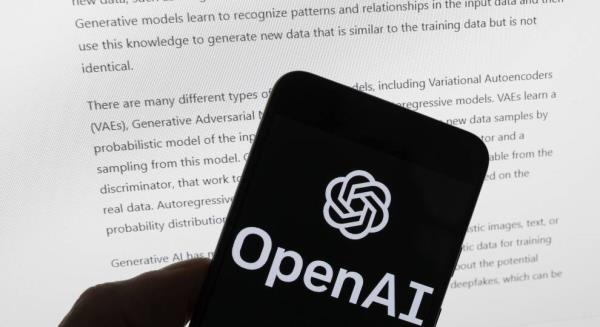 new data, such as
Generative models learn to recognize patterns and relationships in the input data and then
use this knowledge to generate new data that is similar to the training data but is not
identical.
There are many different types of dels, including Variational Autoencoders
(VAEs), Generative Adversarial N oregressive models. VAEs learn a
probabilistic model of the inp new data samples by
sampling from this model. G tor and a
discriminator, that work to able from the
real data. Autoregressive ed on the
probability distribution
stic images, text, or
Generative AI has tic data for training
bout the potential
deepfakes, which can be
OpenAI